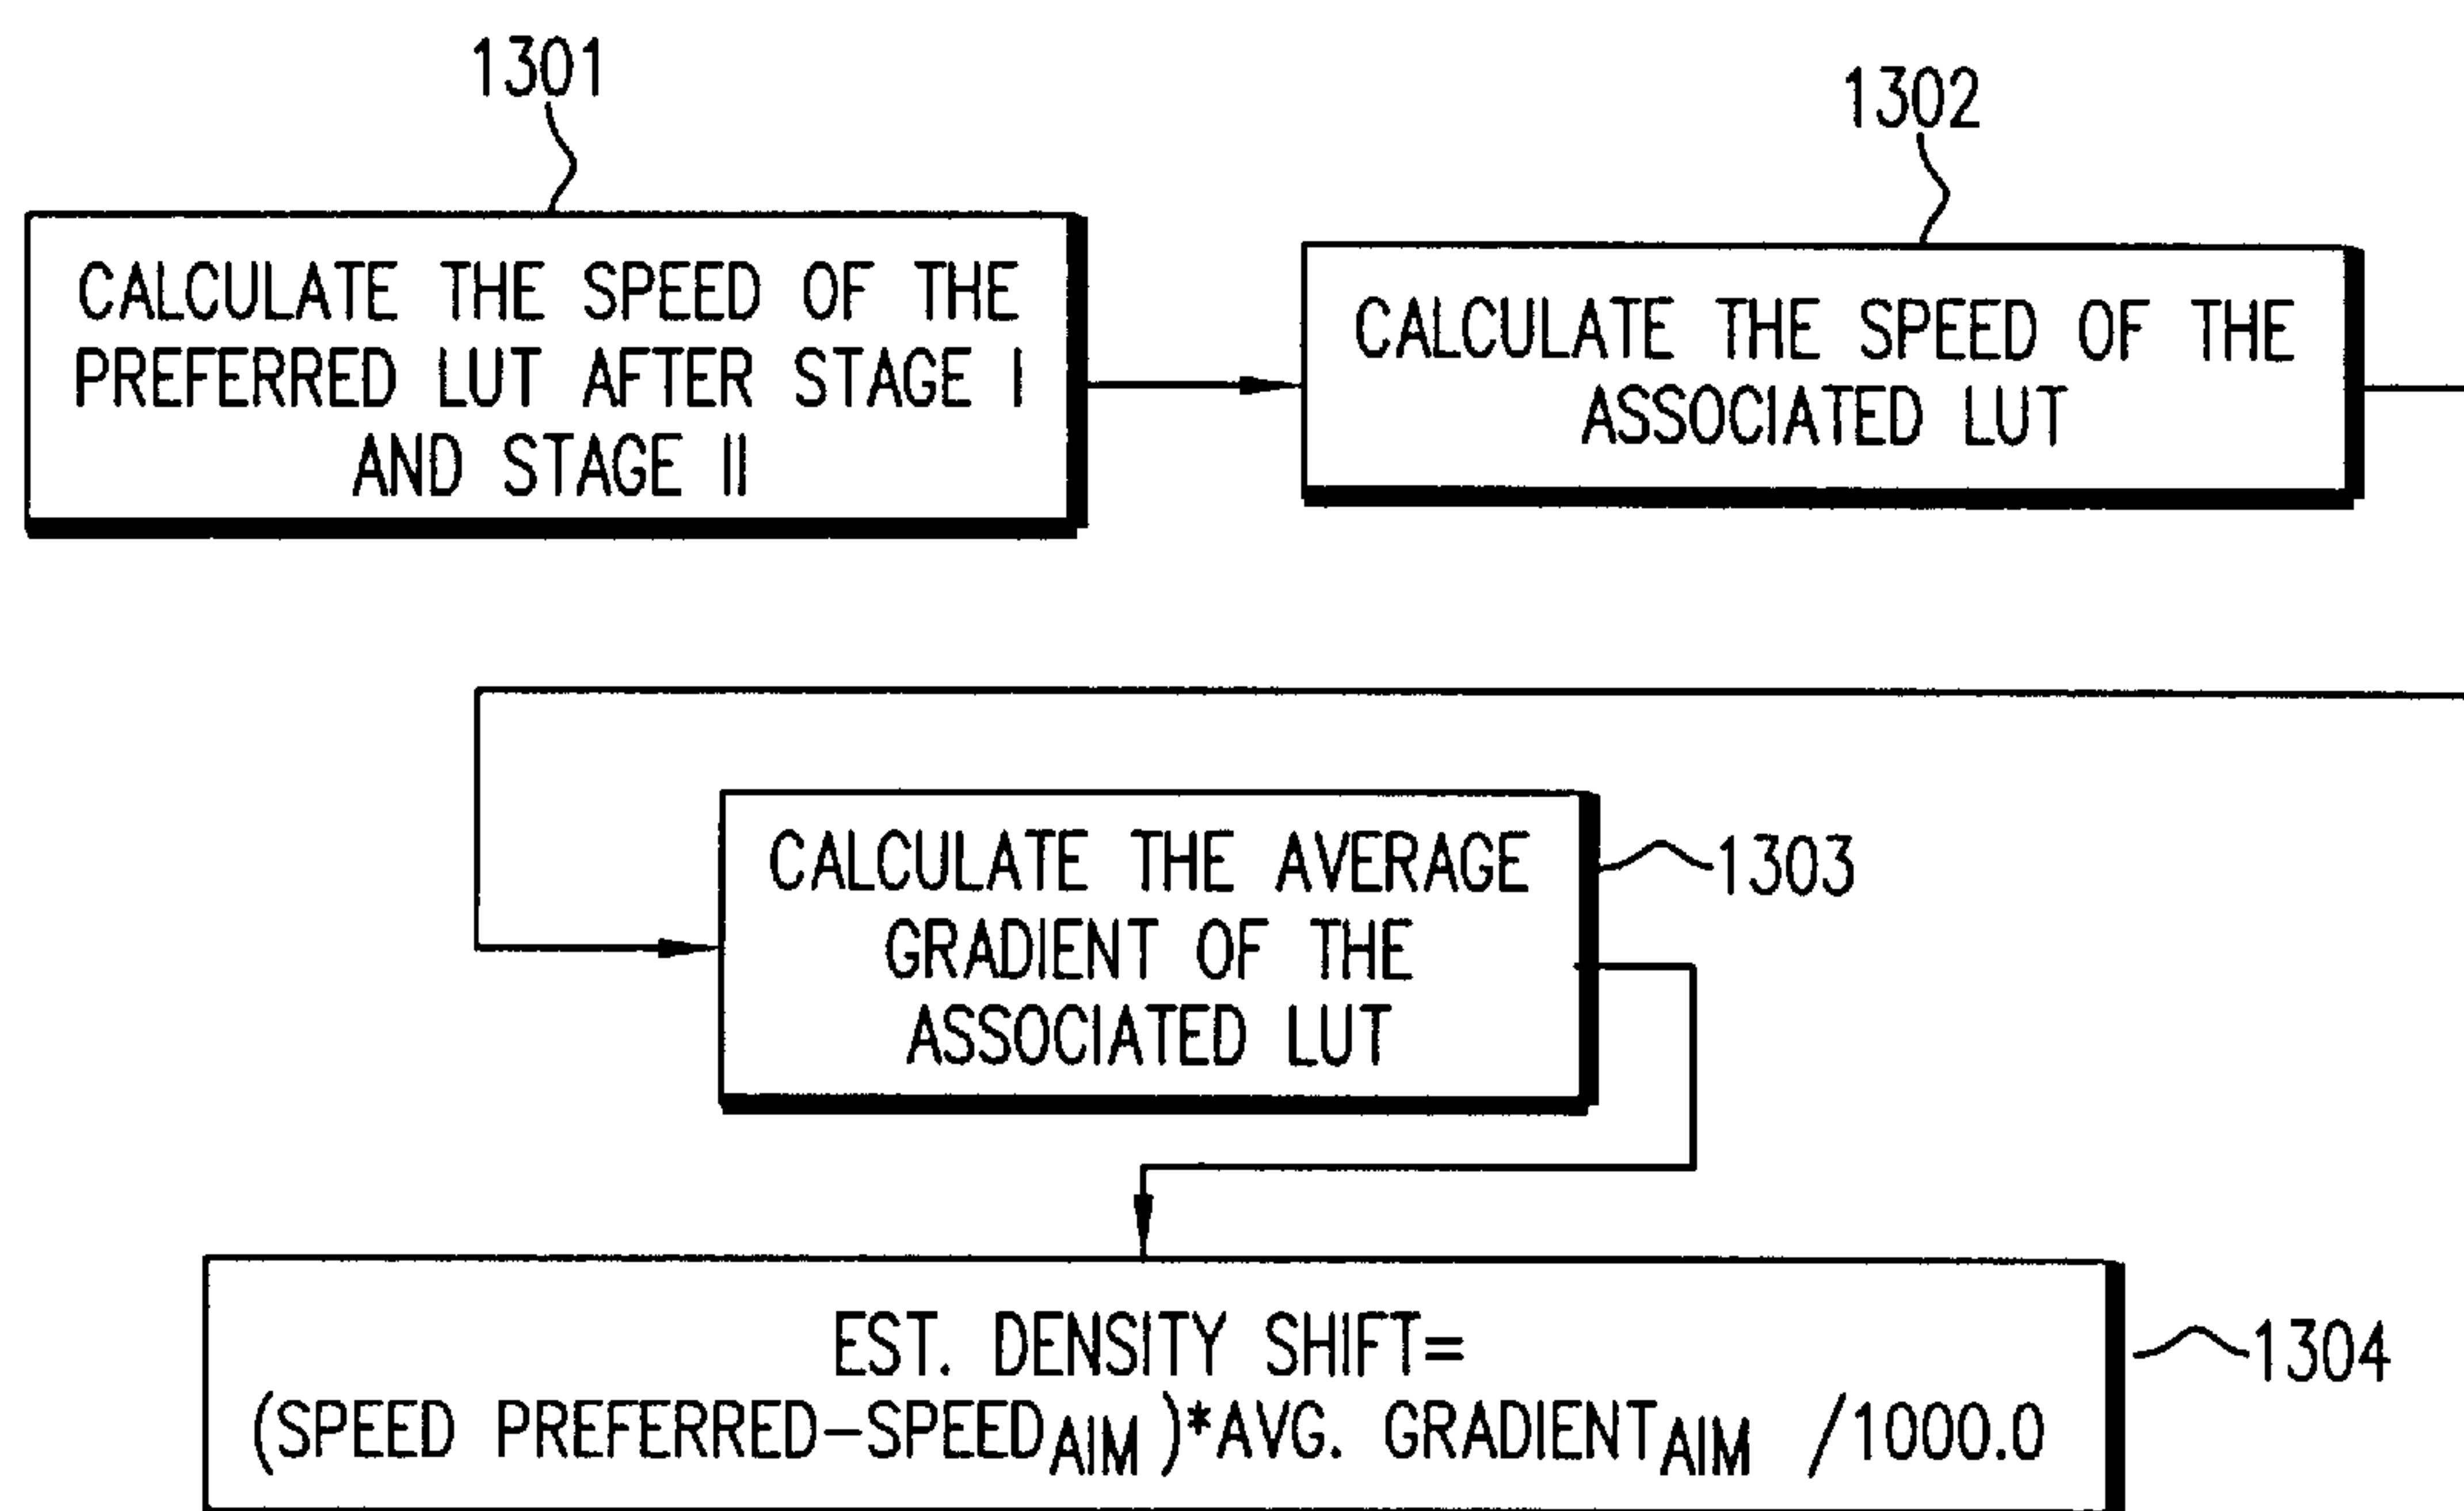 1301
CALCULATE THE SPEED OF THE
PREFERRED LUT AFTER STAGE I
AND STAGE II
1302
CALCULATE THE SPEED OF THE
ASSOCIATED LUT
CALCULATE THE AVERAGE
GRADIENT OF THE
ASSOCIATED LUT
1303
EST. DENSITY SHIFT=
(SPEED PREFERRED-SPEEDAIM )*AVG. GRADIENTAIM /1000.0
1304